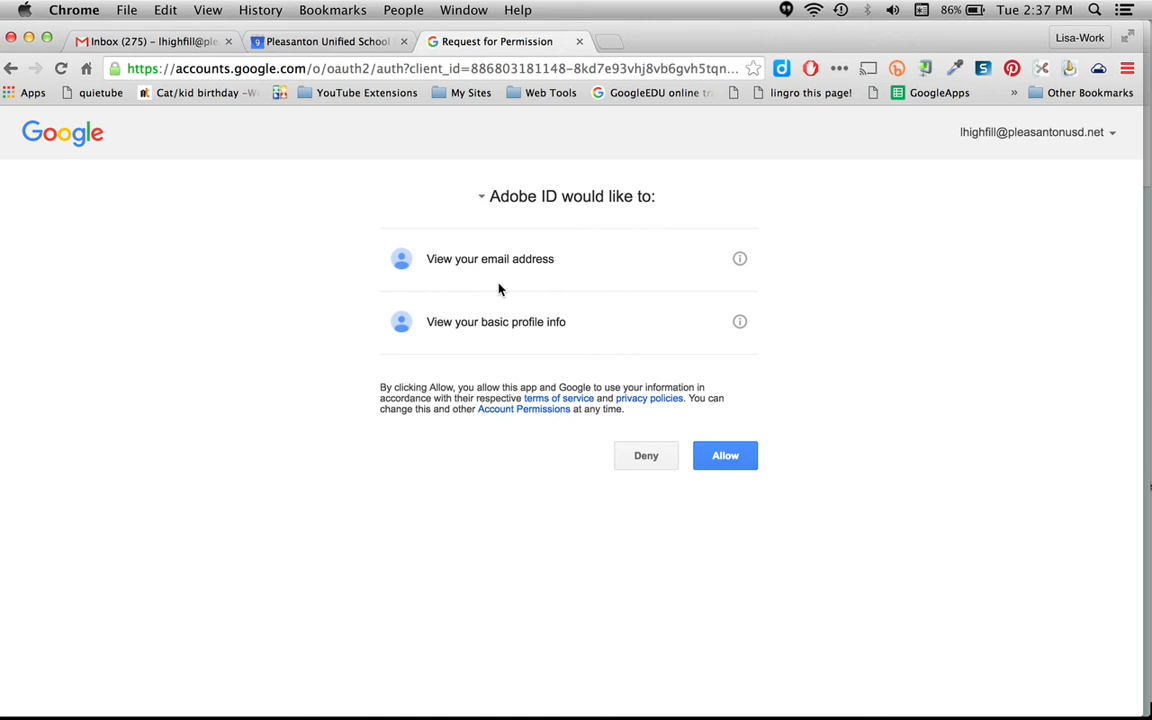 Chrome File Edit View History Bookmarks People Window Help 86% Tue 2:37 PM
Inbox (275) – lhighfill@ple Pleasanton Unified School Request for Permission Lisa-Work
https://accounts.google.com/o/oauth2/auth?client_id=886803181148-8kd7e93vhj8vb6gvh5tqn...
Apps quietube Cat/kid birthday – YouTube Extensions My Sites Web Tools GoogleEDU online tra lingro this page! GoogleApps » Other Bookmarks
Google lhighfill@pleasantonusd.net
Adobe ID would like to:
View your email address
View your basic profile info
By clicking Allow, you allow this app and Google to use your information in
accordance with their respective terms of service and privacy policies. You can
change this and other Account Permissions at any time.
Deny Allow